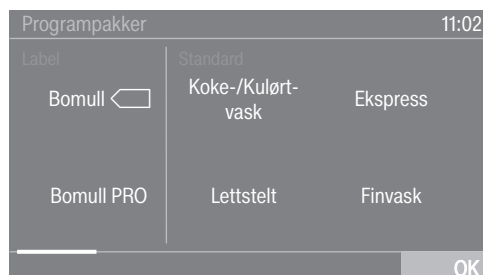 Programpakker 11:02
Label Standard
Bomull Koke-/Kulørt-
vask Ekspress
Bomull PRO Lettstelt Finvask
OK